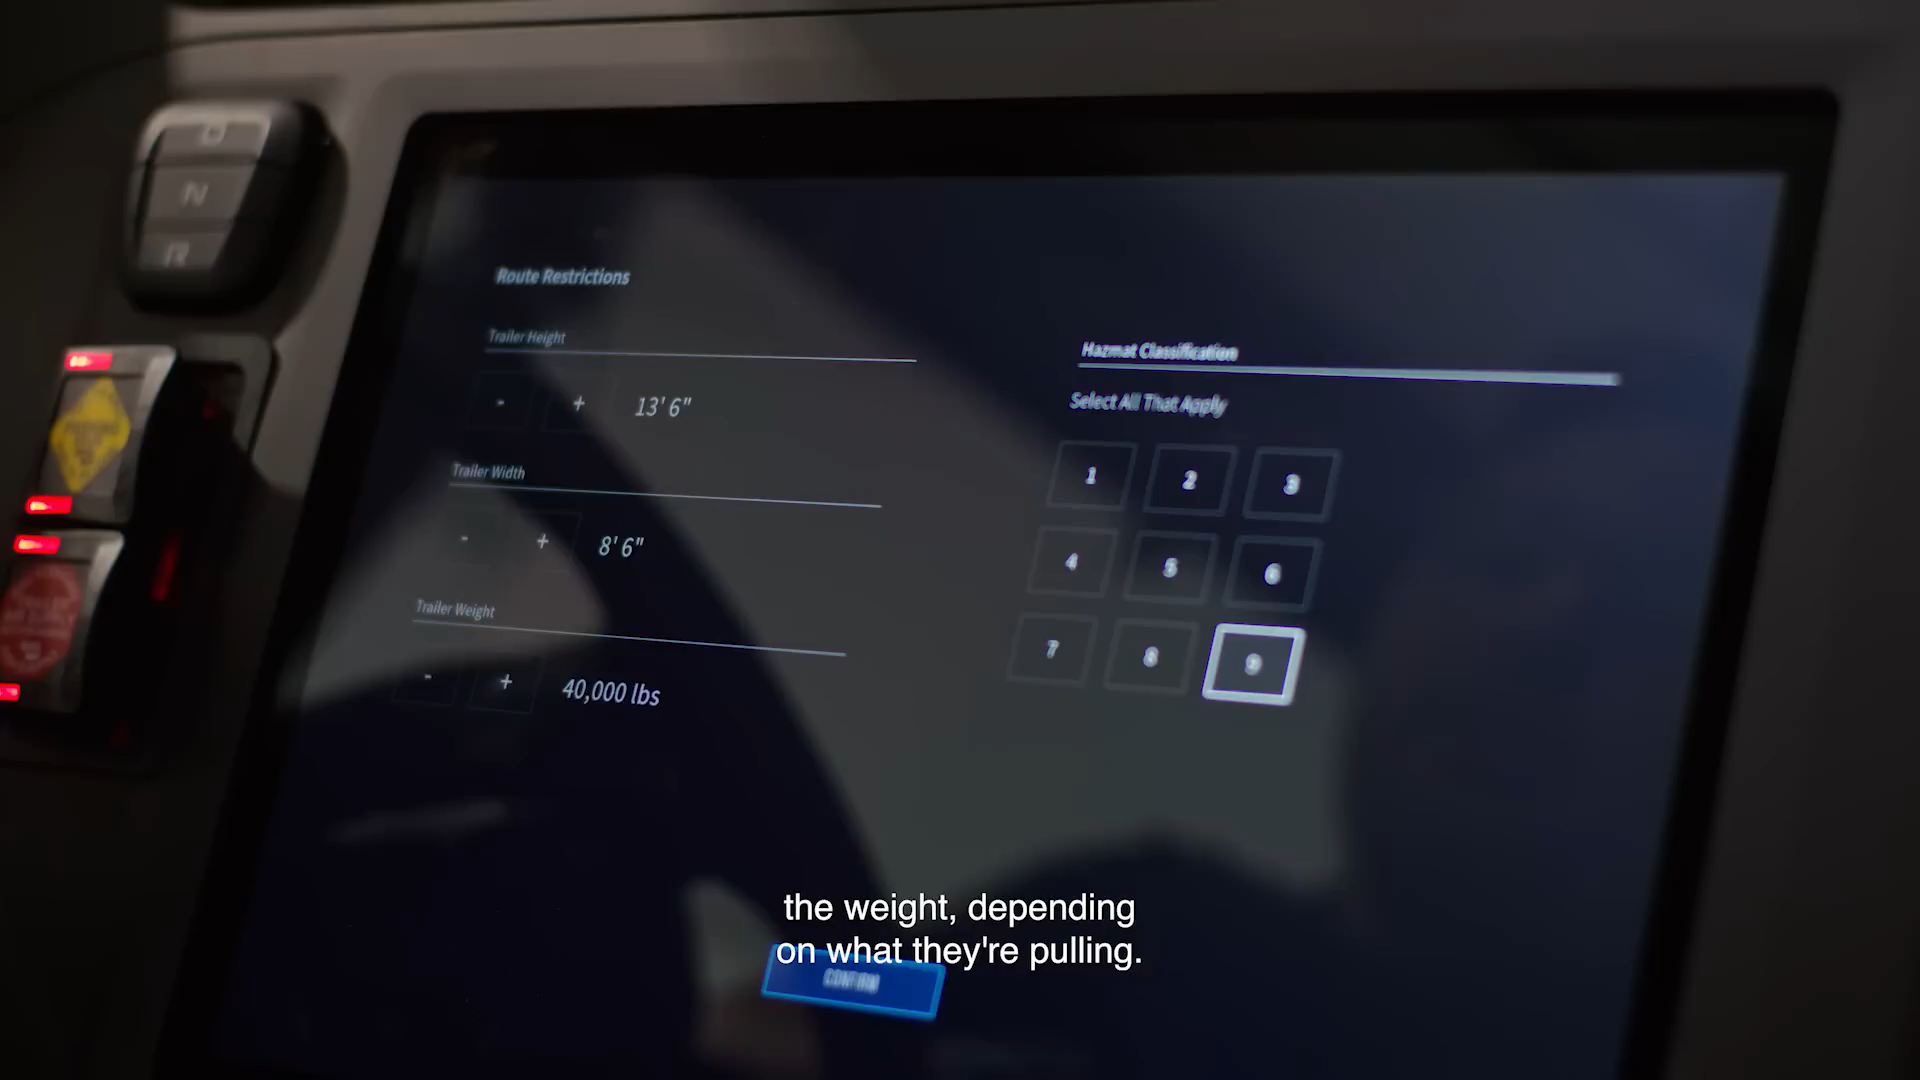 D
N
R
Route Restrictions
Trailer Height
- + 13' 6"
Trailer Width
- + 8' 6"
Trailer Weight
- + 40,000 lbs
Hazmat Classification
Select All That Apply
1 2 3
4 5 6
7 8 9
the weight, depending
on what they're pulling.
CONFIRM